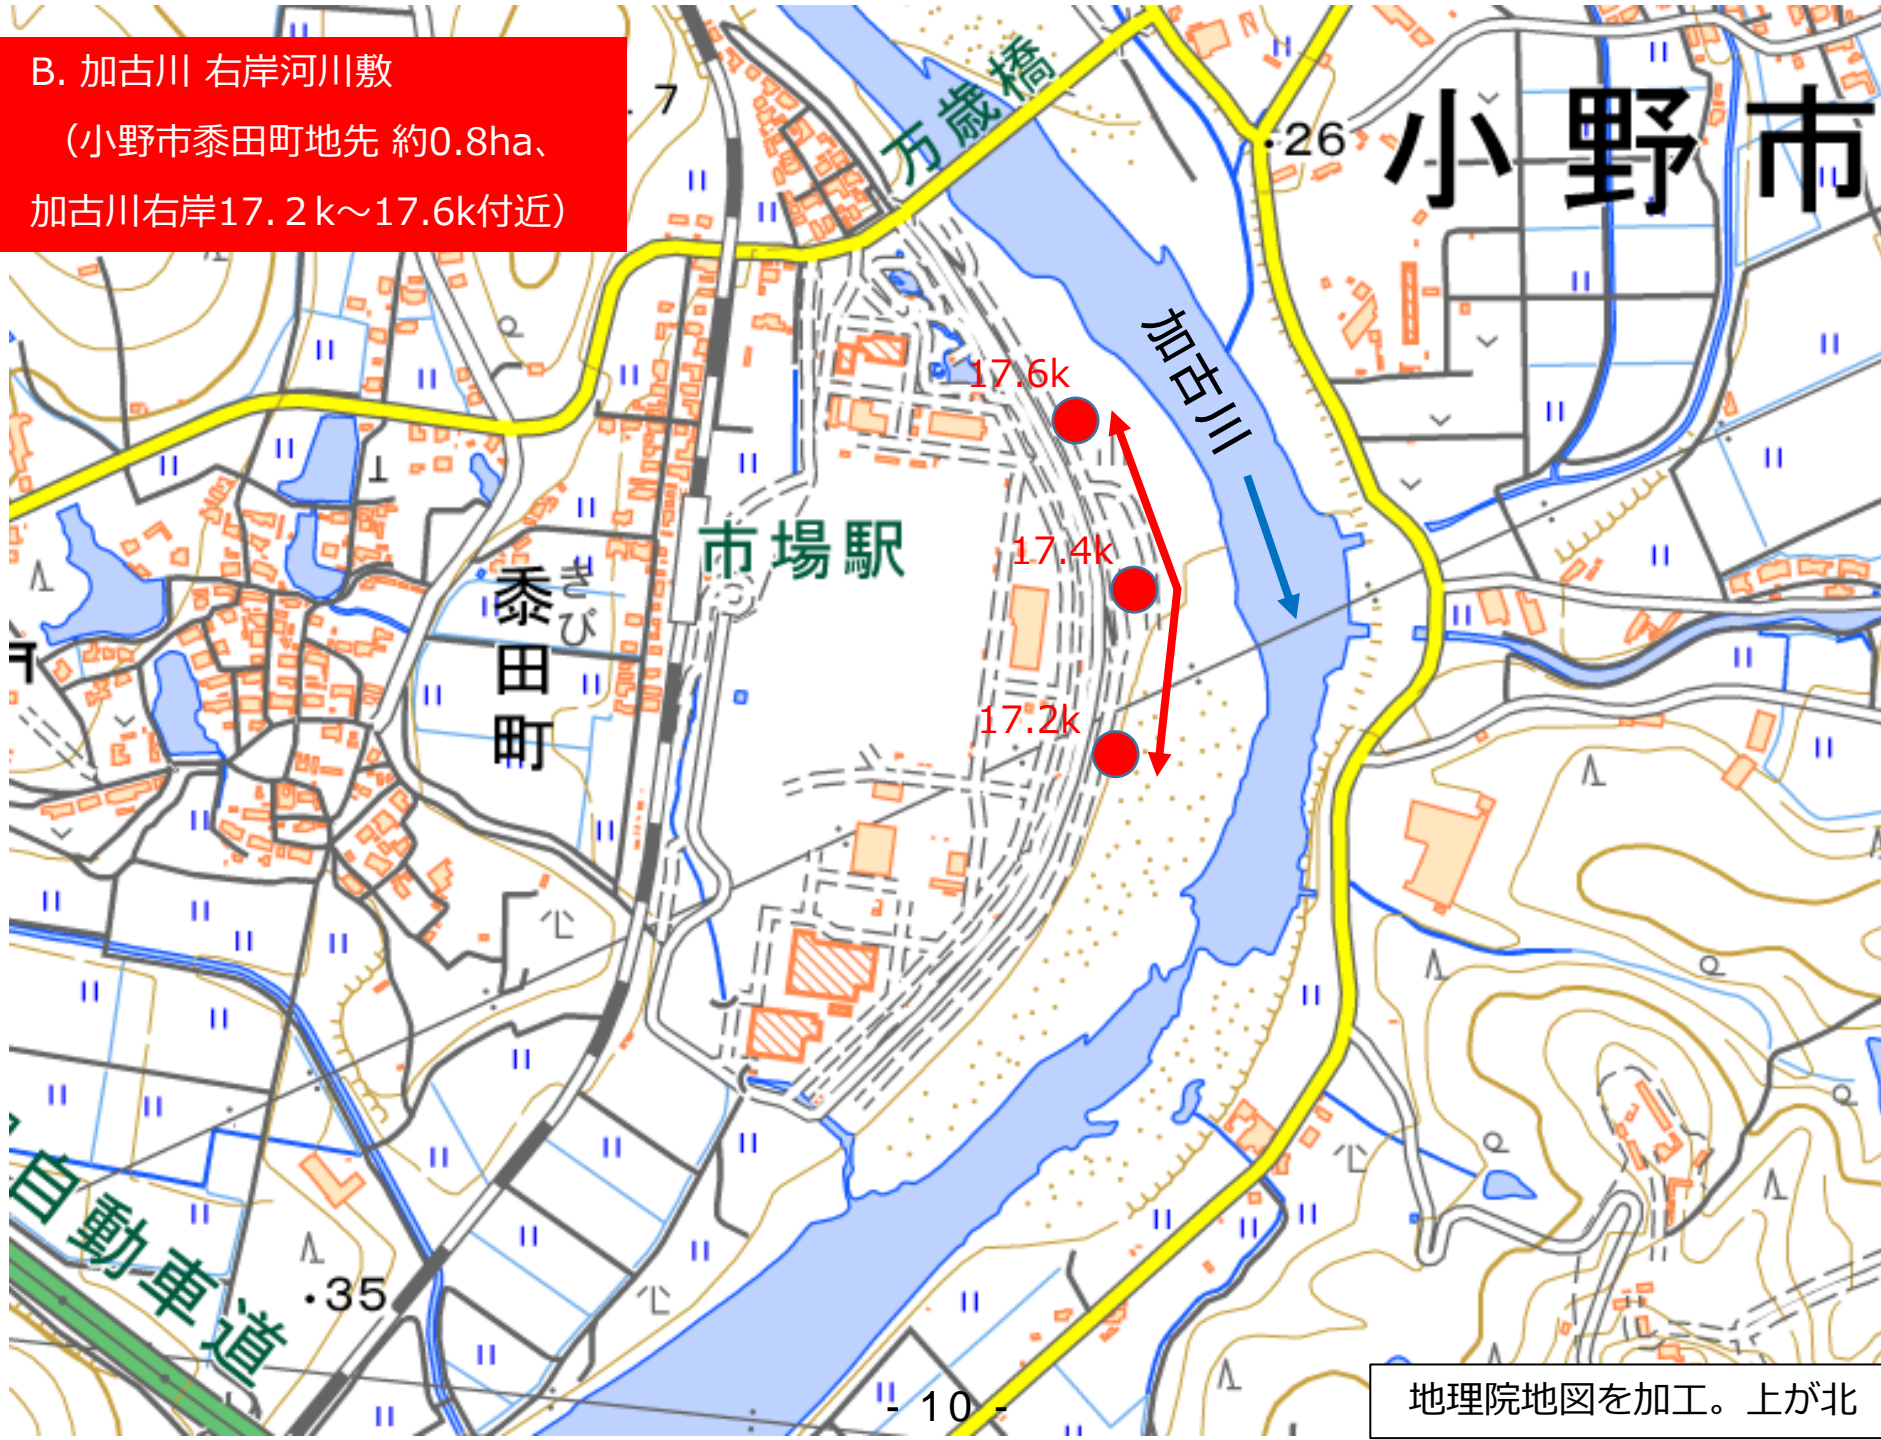 B. 加古川 右岸河川敷
(小野市黍田町地先 約0.8ha、
加古川右岸17.2k～17.6k付近)
. 7
万歳橋
・26
小野市
加古川
17.6k
17.4k
17.2k
市場駅
黍田町
きび
自動車道
・35
- 10 -
地理院地図を加工。上が北